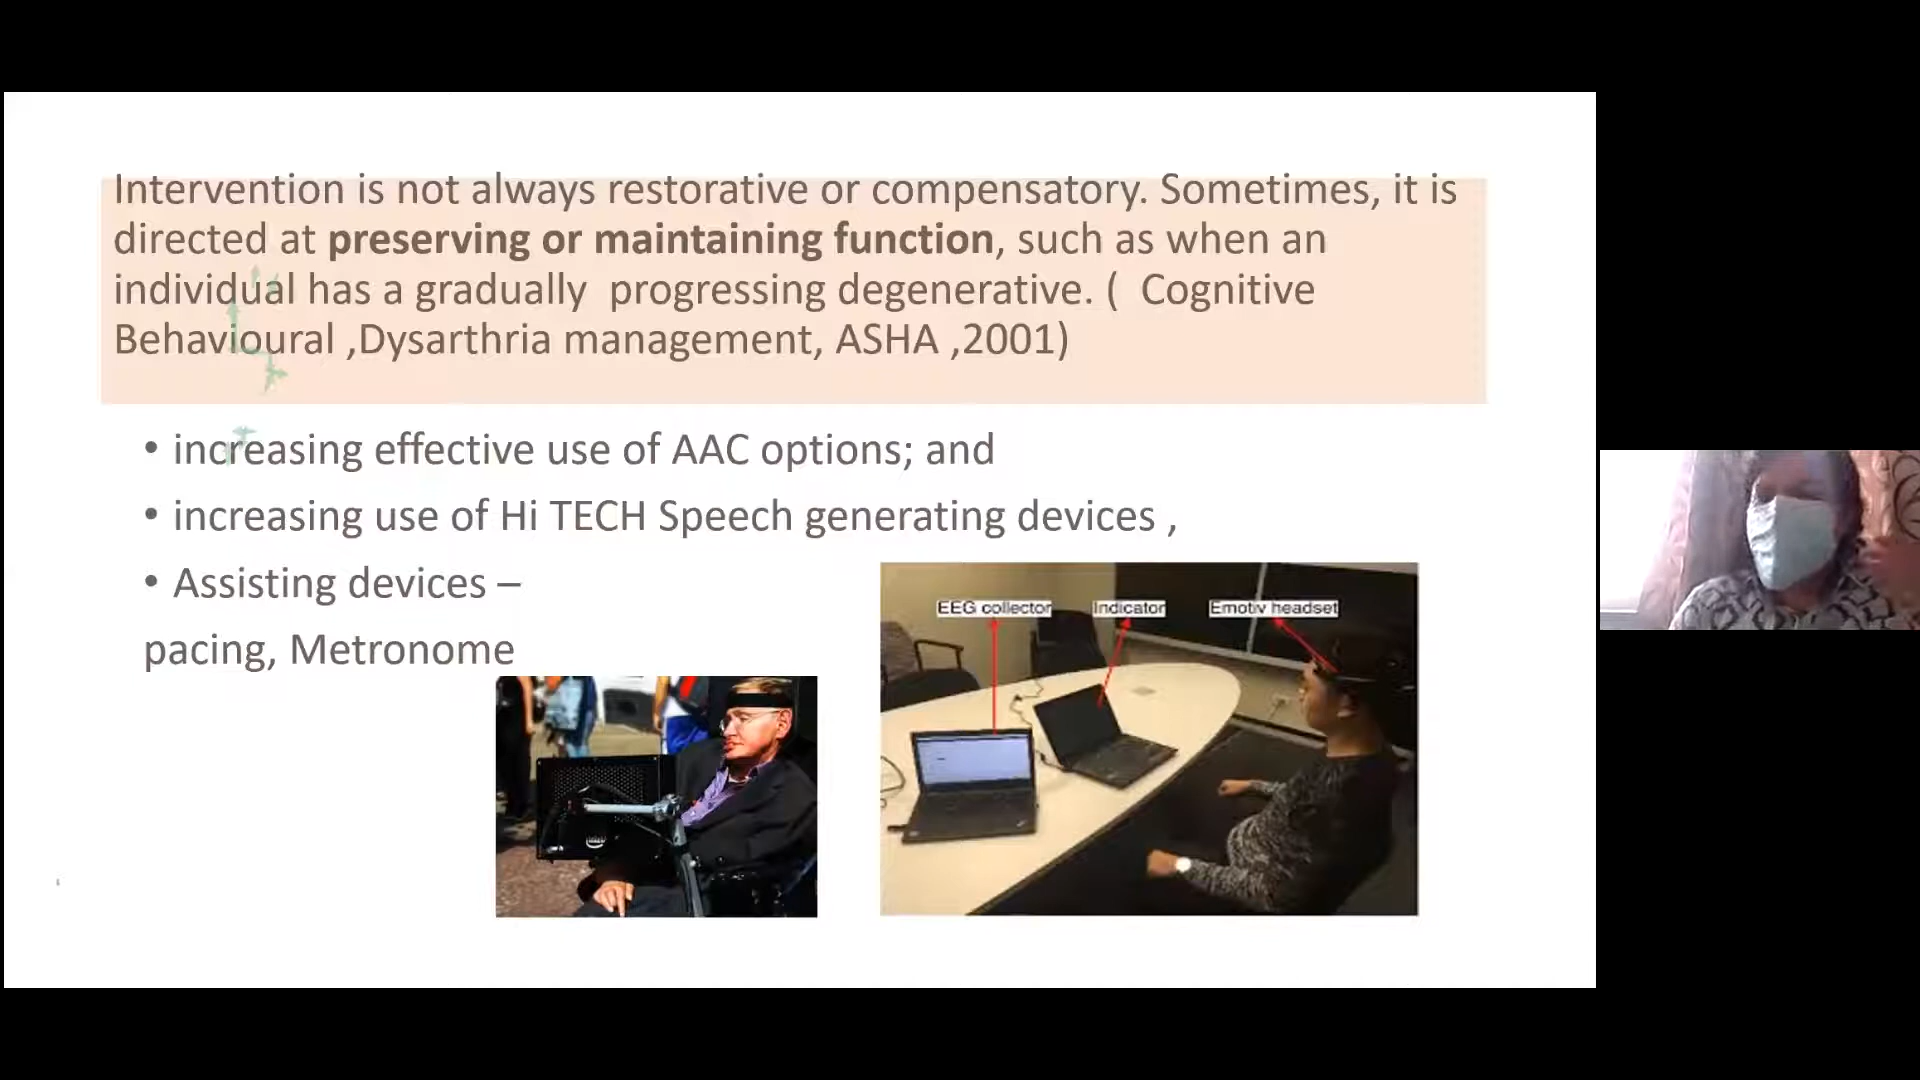 Intervention is not always restorative or compensatory. Sometimes, it is
directed at preserving or maintaining function, such as when an
individual has a gradually progressing degenerative. ( Cognitive
Behavioural ,Dysarthria management, ASHA ,2001)
• increasing effective use of AAC options; and
• increasing use of Hi TECH Speech generating devices ,
• Assisting devices –
pacing, Metronome
EEG collector
Indicator
Emotiv headset
intel